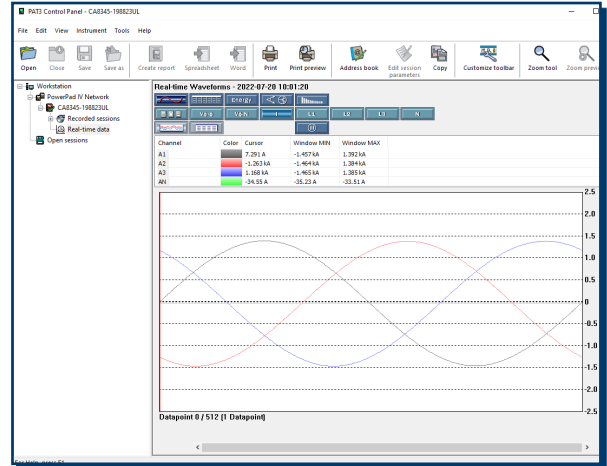 PAT3 Control Panel - CA8345-198823UL
File Edit View Instrument Tools Help
Open Close Save Save as Create report Spreadsheet Word Print Print preview Address book Edit session parameters Copy Customize toolbar Zoom tool Zoom previ
Workstation
PowerPad IV Network
CA8345-198823UL
Recorded sessions
Real-time data
Open sessions
Real-time Waveforms - 2022-07-20 10:01:20
Energy
L1 L2 L3 N
Channel Color Cursor Window MIN Window MAX
A1 7.291 A -1.457 kA 1.392 kA
A2 -1.263 kA -1.464 kA 1.384 kA
A3 1.168 kA -1.465 kA 1.385 kA
AN -34.55 A -35.23 A -33.51 A
2.5
2.0
1.5
1.0
0.5
0
-0.5
-1.0
-1.5
-2.0
-2.5
Datapoint 0 / 512 (1 Datapoint)